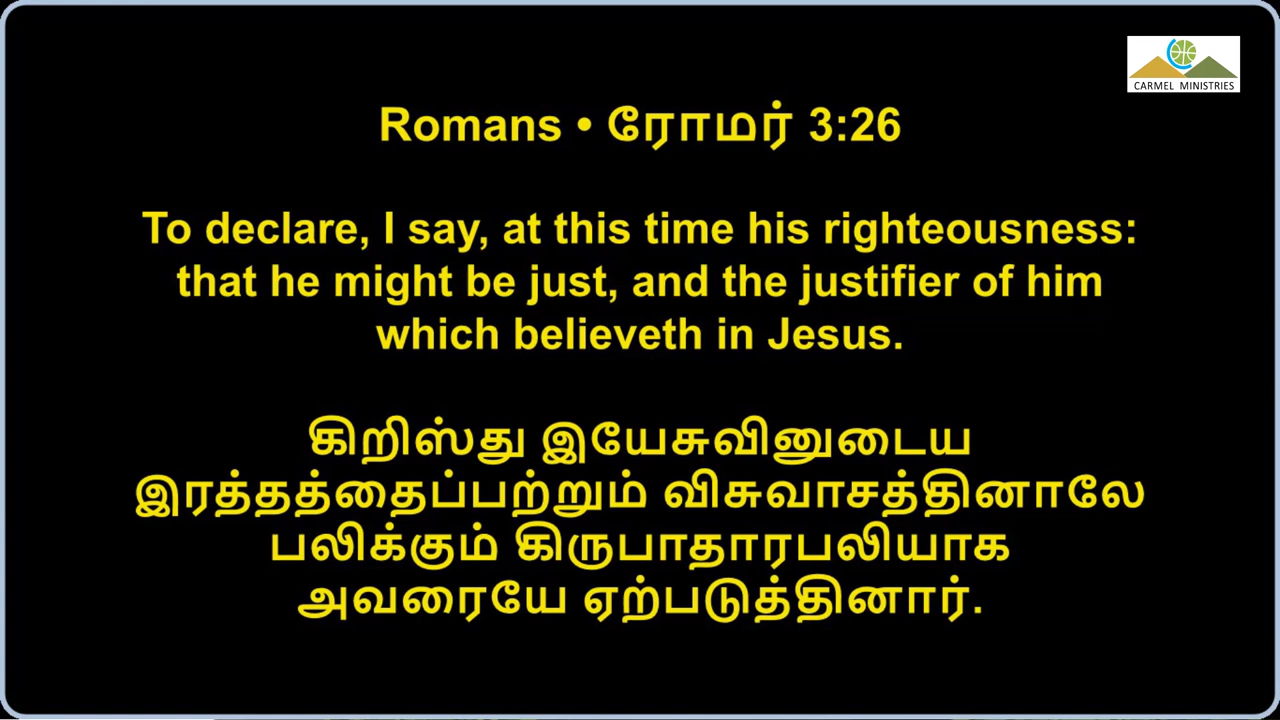 CARMEL MINISTRIES
Romans • ரோமர் 3:26
To declare, I say, at this time his righteousness:
that he might be just, and the justifier of him
which believeth in Jesus.
கிறிஸ்து இயேசுவினுடைய
இரத்தத்தைப்பற்றும் விசுவாசத்தினாலே
பலிக்கும் கிருபாதாரபலியாக
அவரையே ஏற்படுத்தினார்.